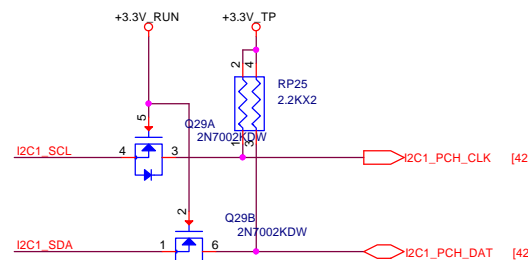 +3.3V_RUN
+3.3V_TP
2
4
RP25
2.2KX2
5
Q29A
2N7002KDW
1
3
I2C1_SCL
4
3
I2C1_PCH_CLK
[42
2
Q29B
2N7002KDW
I2C1_SDA
1
6
I2C1_PCH_DAT
[42